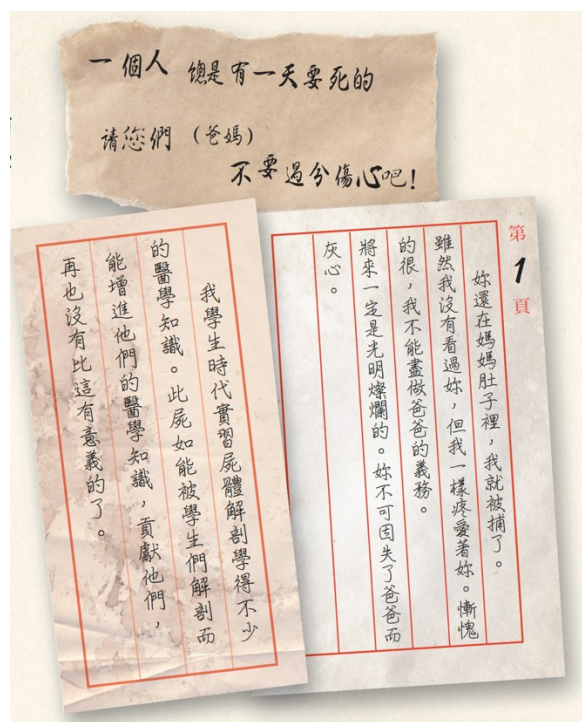 一個人 總是有一天要死的
請您們（爸媽）
不要過分傷心吧!
第1頁
妳還在媽媽肚子裡，我就被捕了。
雖然我沒有看過妳，但我一樣疼愛著妳。慚愧
的很，我不能盡做爸爸的義務。
將來一定是光明燦爛的。妳不可因失了爸爸而
灰心。
我學生時代實習屍體解剖學得不少
的醫學知識。此屍如能被學生們解剖而
能增進他們的醫學知識，貢獻他們，
再也沒有比這有意義的了。